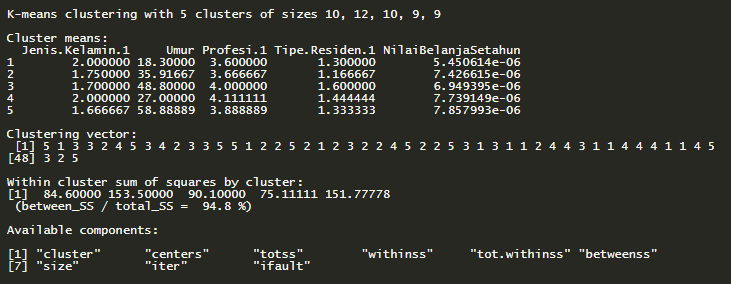 K-means clustering with 5 clusters of sizes 10, 12, 10, 9, 9
Cluster means:
Jenis.Kelamin.1 Umur Profesi.1 Tipe.Residen.1 NilaiBelanjaSetahun
1 2.000000 18.30000 3.600000 1.300000 5.450614e-06
2 1.750000 35.91667 3.666667 1.166667 7.426615e-06
3 1.700000 48.80000 4.000000 1.600000 6.949395e-06
4 2.000000 27.00000 4.111111 1.444444 7.739149e-06
5 1.666667 58.88889 3.888889 1.333333 7.857993e-06
Clustering vector:
[1] 5 1 3 3 2 4 5 3 4 2 3 3 5 5 1 2 2 5 2 1 2 3 2 2 4 5 2 2 5 3 1 3 1 1 2 4 4 3 1 1 4 4 4 1 1 4 5
[48] 3 2 5
Within cluster sum of squares by cluster:
[1] 84.60000 153.50000 90.10000 75.11111 151.77778
(between_SS / total_SS = 94.8 %)
Available components:
[1] "cluster" "centers" "totss" "withinss" "tot.withinss" "betweenss"
[7] "size" "iter" "ifault"